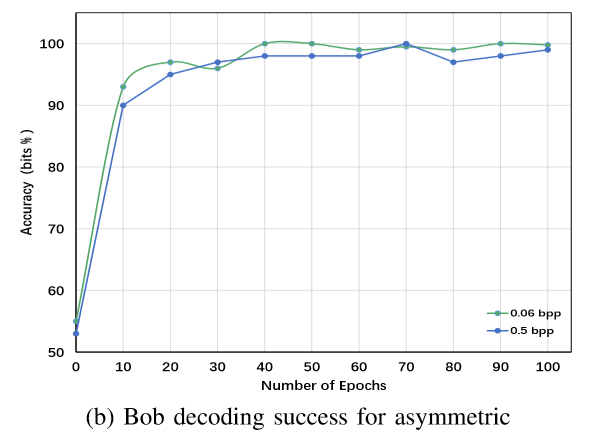 100
90
80
70
60
50
Accuracy (bits %)
0 10 20 30 40 50 60 70 80 90 100
Number of Epochs
0.06 bpp
0.5 bpp
(b) Bob decoding success for asymmetric